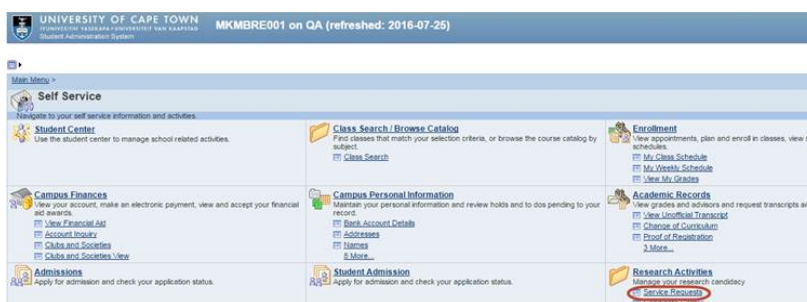 UNIVERSITY OF CAPE TOWN
IYUNIVESITHI YASEKAPA • UNIVERSITEIT VAN KAAPSTAD
Student Administration System
MKMBRE001 on QA (refreshed: 2016-07-25)
Main Menu >
Self Service
Navigate to your self service information and activities.
Student Center
Use the student center to manage school related activities.
Class Search / Browse Catalog
Find classes that match your selection criteria, or browse the course catalog by
subject.
Class Search
Enrollment
View appointments, plan and enroll in classes, view
schedules.
My Class Schedule
My Weekly Schedule
View My Grades
Campus Finances
View your account, make an electronic payment, view and accept your financial
aid awards.
View Financial Aid
Account Inquiry
Clubs and Societies
Clubs and Societies View
Campus Personal Information
Maintain your personal information and review holds and to dos pending to your
record.
Bank Account Details
Addresses
Names
5 More...
Academic Records
View grades and advisors and request transcripts
View Unofficial Transcript
Change of Curriculum
Proof of Registration
3 More...
Admissions
Apply for admission and check your application status.
Student Admission
Apply for admission and check your application status.
Research Activities
Manage your research candidacy
Service Requests